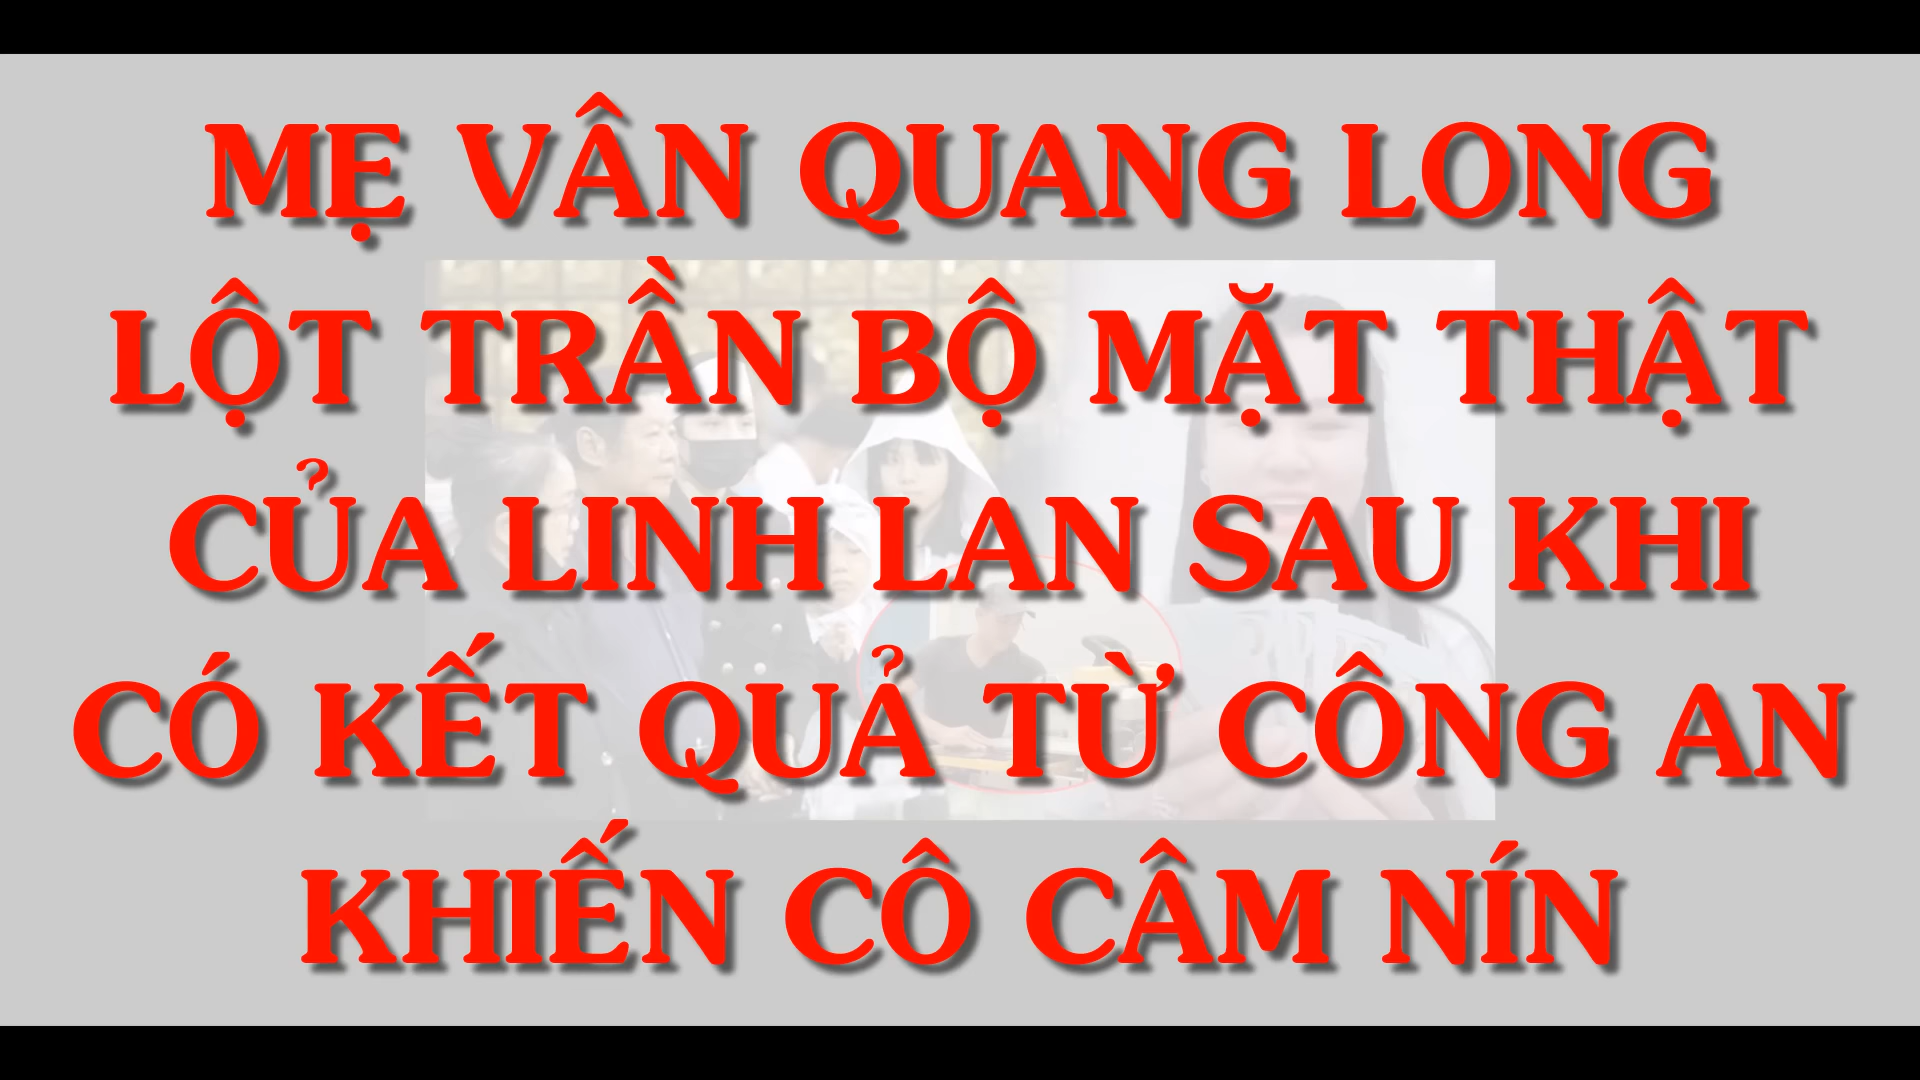 MẸ VÂN QUANG LONG
LỘT TRẦN BỘ MẶT THẬT
CỦA LINH LAN SAU KHI
CÓ KẾT QUẢ TỪ CÔNG AN
KHIẾN CÔ CÂM NÍN